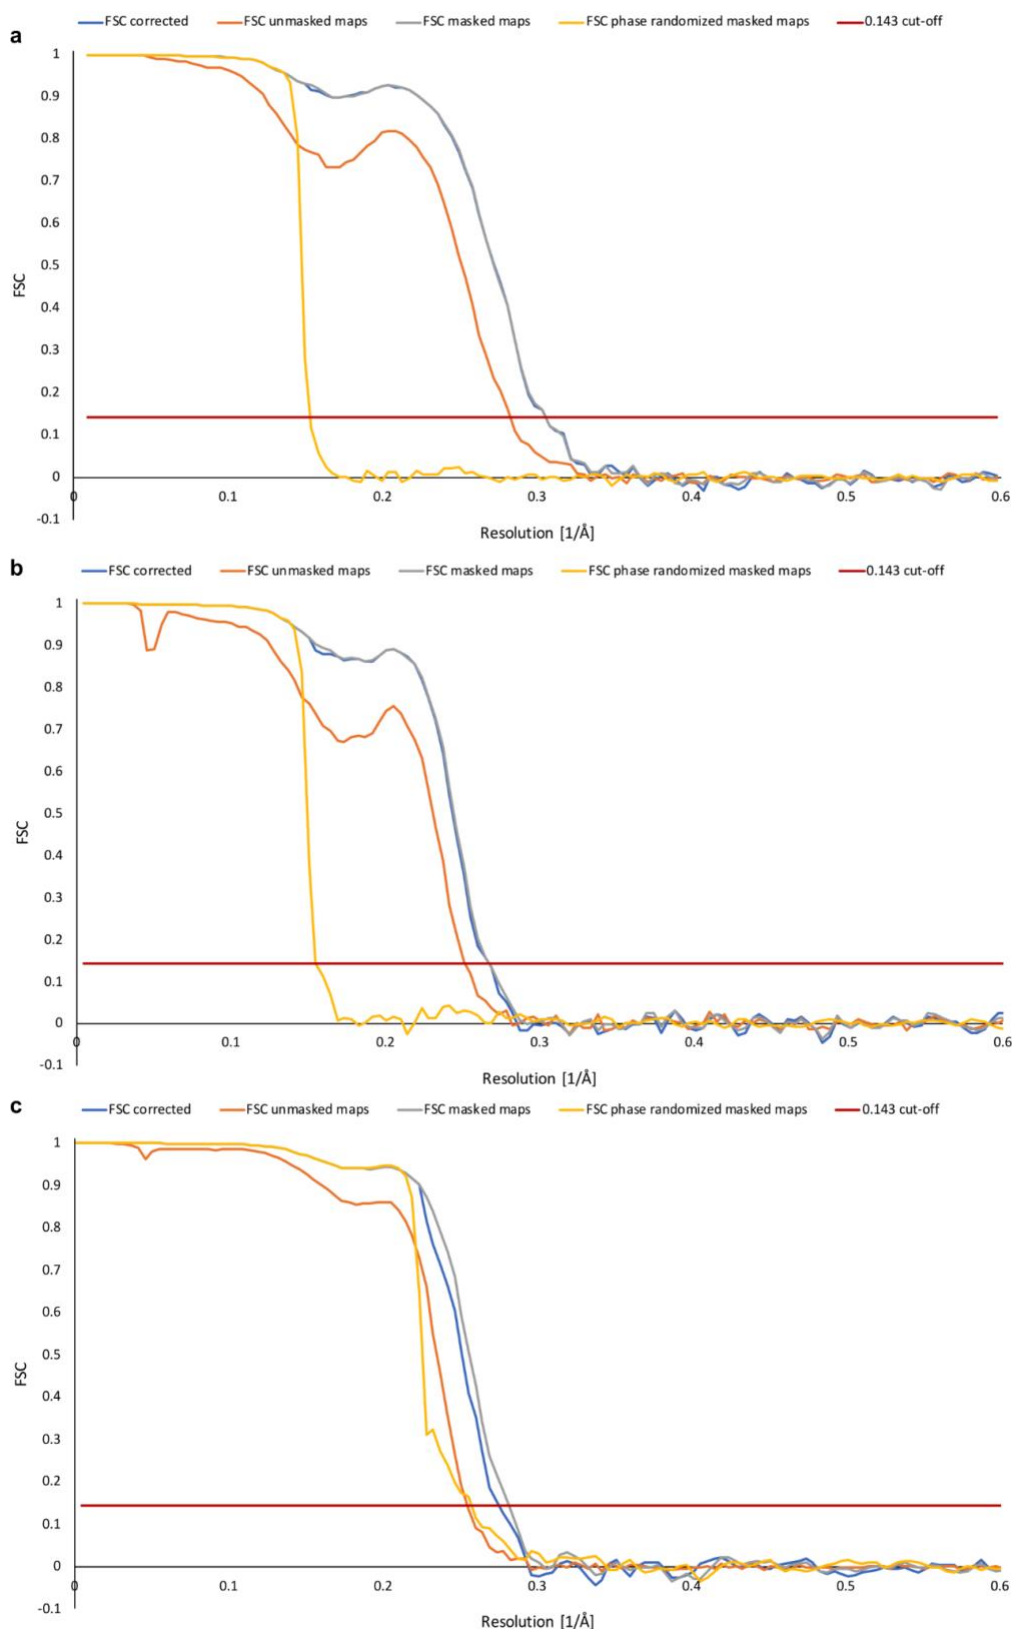 FSC corrected FSC unmasked maps FSC masked maps FSC phase randomized masked maps 0.143 cut-off
a
1
0.9
0.8
0.7
0.6
0.5
FSC
0.4
0.3
0.2
0.1
0
0 0.1 0.2 0.3 0.4 0.5 0.6
-0.1
Resolution [1/Å]
b
FSC corrected FSC unmasked maps FSC masked maps FSC phase randomized masked maps 0.143 cut-off
1
0.9
0.8
0.7
0.6
0.5
FSC
0.4
0.3
0.2
0.1
0
0 0.1 0.2 0.3 0.4 0.5 0.6
-0.1
Resolution [1/Å]
c
FSC corrected FSC unmasked maps FSC masked maps FSC phase randomized masked maps 0.143 cut-off
1
0.9
0.8
0.7
0.6
0.5
FSC
0.4
0.3
0.2
0.1
0
0 0.1 0.2 0.3 0.4 0.5 0.6
-0.1
Resolution [1/Å]